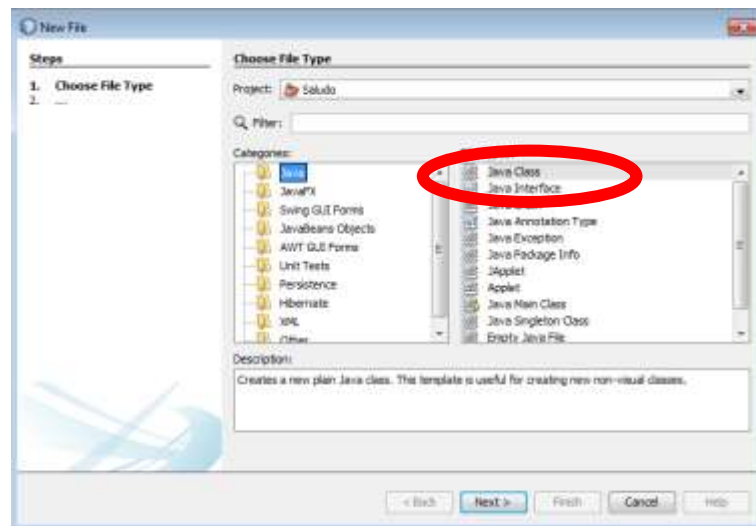 New File
Steps
1. Choose File Type
2. ...
Choose File Type
Project: Saludo
Filter:
Categories:
Java
JavaFX
Swing GUI Forms
JavaBeans Objects
AWT GUI Forms
Unit Tests
Persistence
Hibernate
XML
Other
Java Class
Java Interface
Java Annotation Type
Java Exception
Java Package Info
JApplet
Applet
Java Main Class
Java Singleton Class
Empty Java File
Description:
Creates a new plain Java class. This template is useful for creating new non-visual classes.
< Back Next > Finish Cancel Help